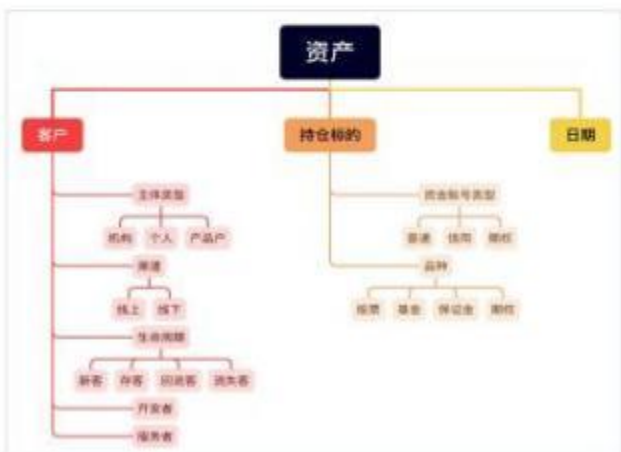 资产
客户
持仓标的
日期
主体类型
资金账号类型
机构 个人 产品户
普通 信用 期权
渠道
品种
线上 线下
股票 基金 保证金 期权
生命周期
新客 存客 回流客 流失客
开发者
服务者